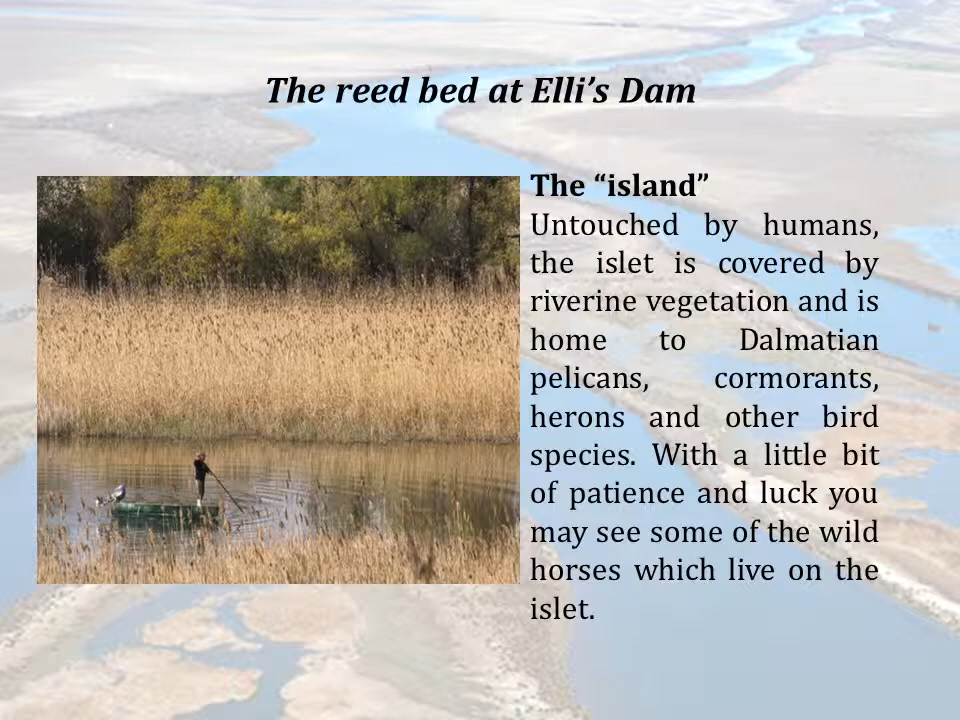 The reed bed at Elli’s Dam
The “island”
Untouched by humans,
the islet is covered by
riverine vegetation and is
home to Dalmatian
pelicans, cormorants,
herons and other bird
species. With a little bit
of patience and luck you
may see some of the wild
horses which live on the
islet.